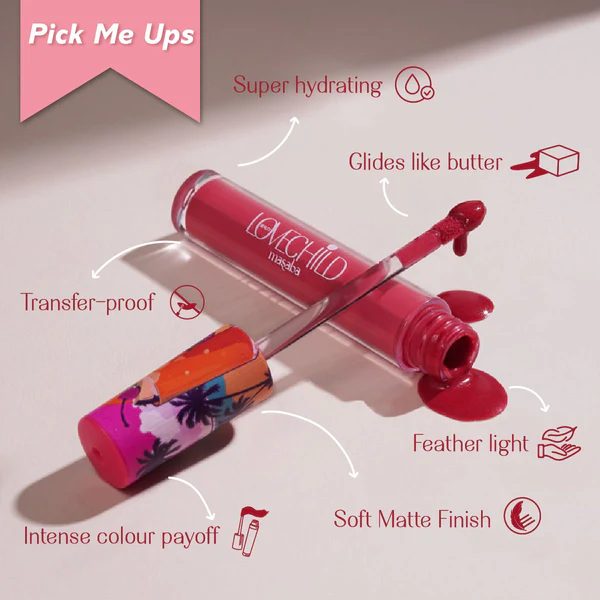 Pick Me Ups
Super hydrating
Glides like butter
LOVECHILD
masaba
Transfer-proof
Feather light
Soft Matte Finish
Intense colour payoff